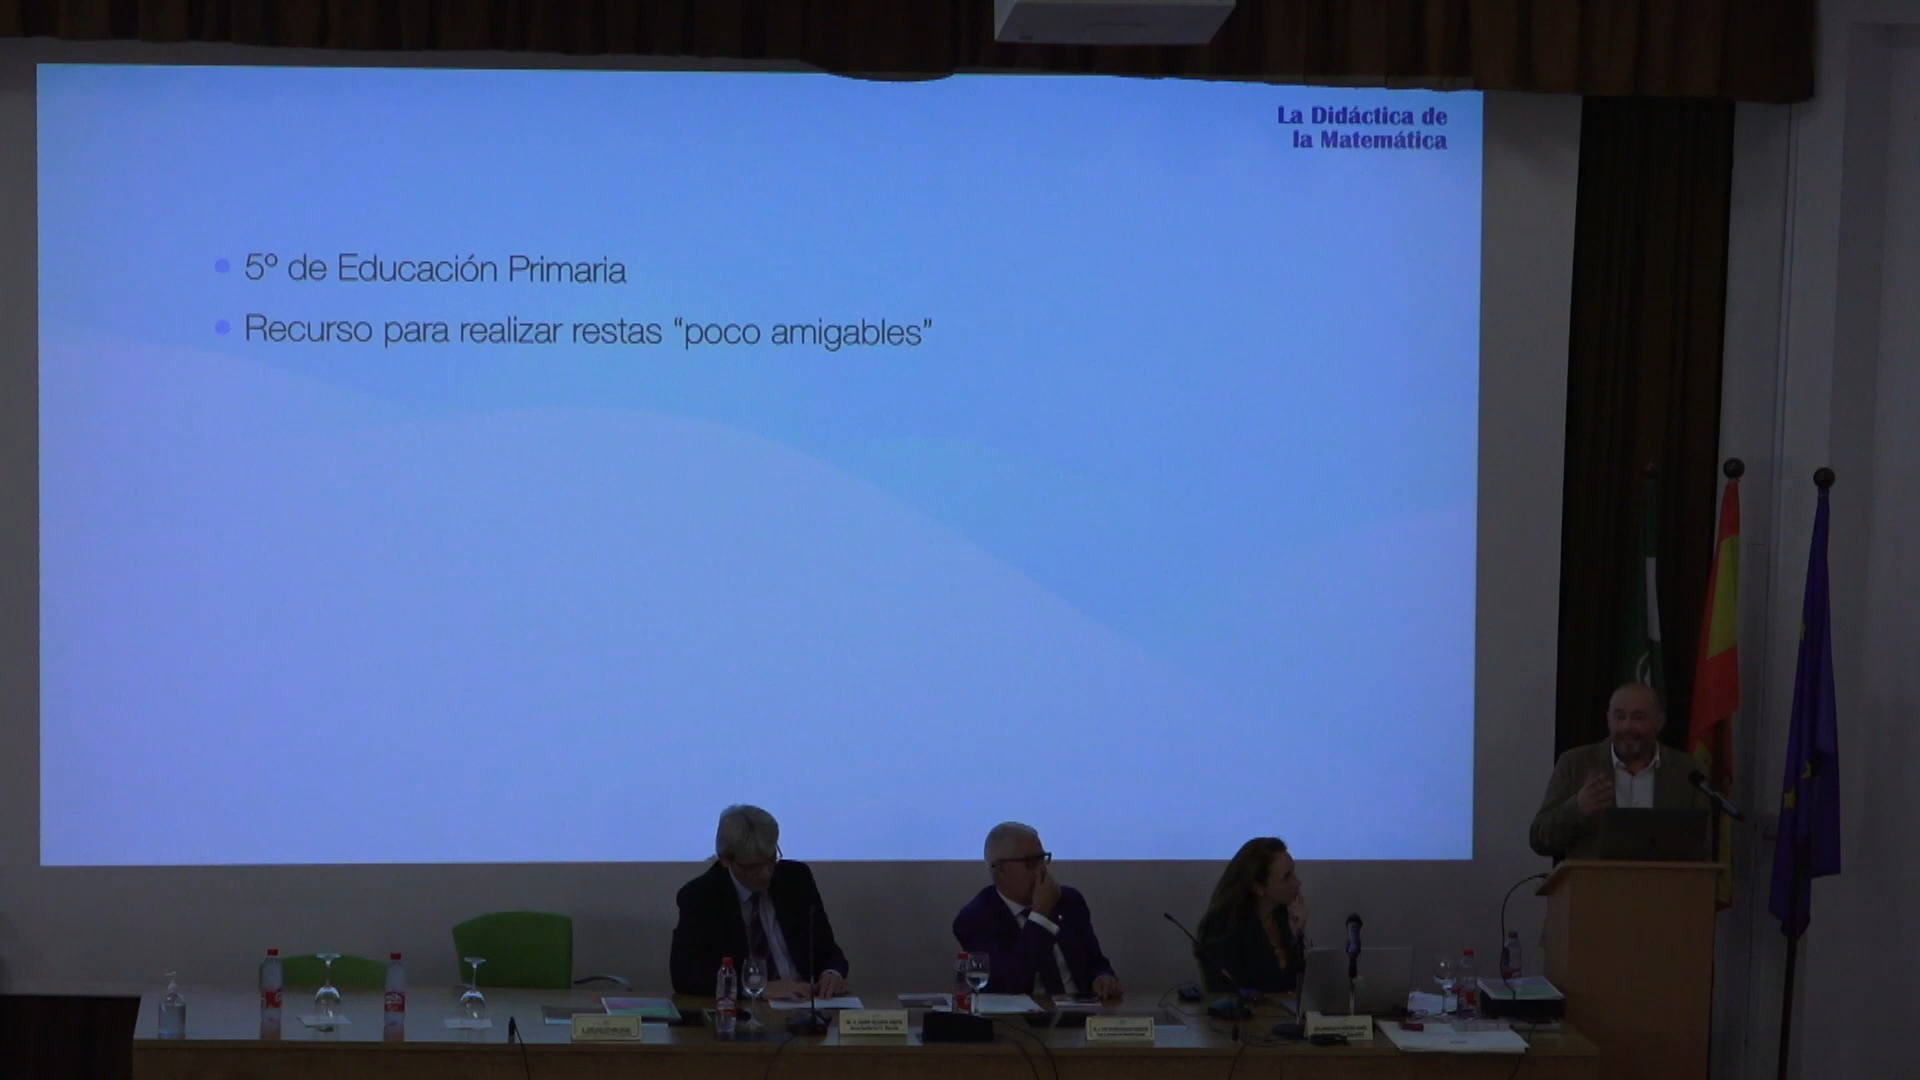 La Didáctica de
la Matemática
5º de Educación Primaria
Recurso para realizar restas “poco amigables”